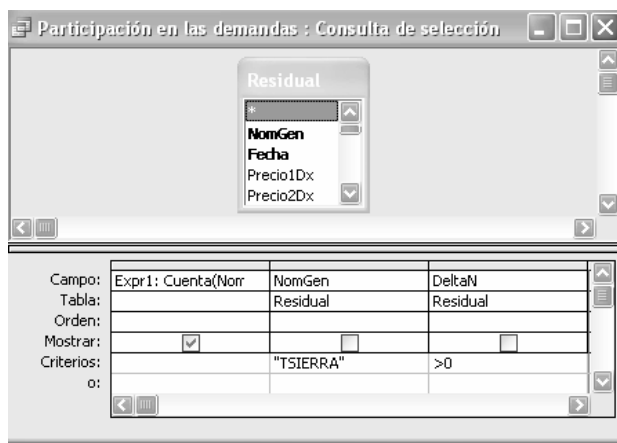 Participación en las demandas : Consulta de selección
Residual
*
NomGen
Fecha
Precio1Dx
Precio2Dx
Campo: Expr1: Cuenta(Nom NomGen DeltaN
Tabla: Residual Residual
Orden:
Mostrar:
Criterios: "TSIERRA" >0
o: